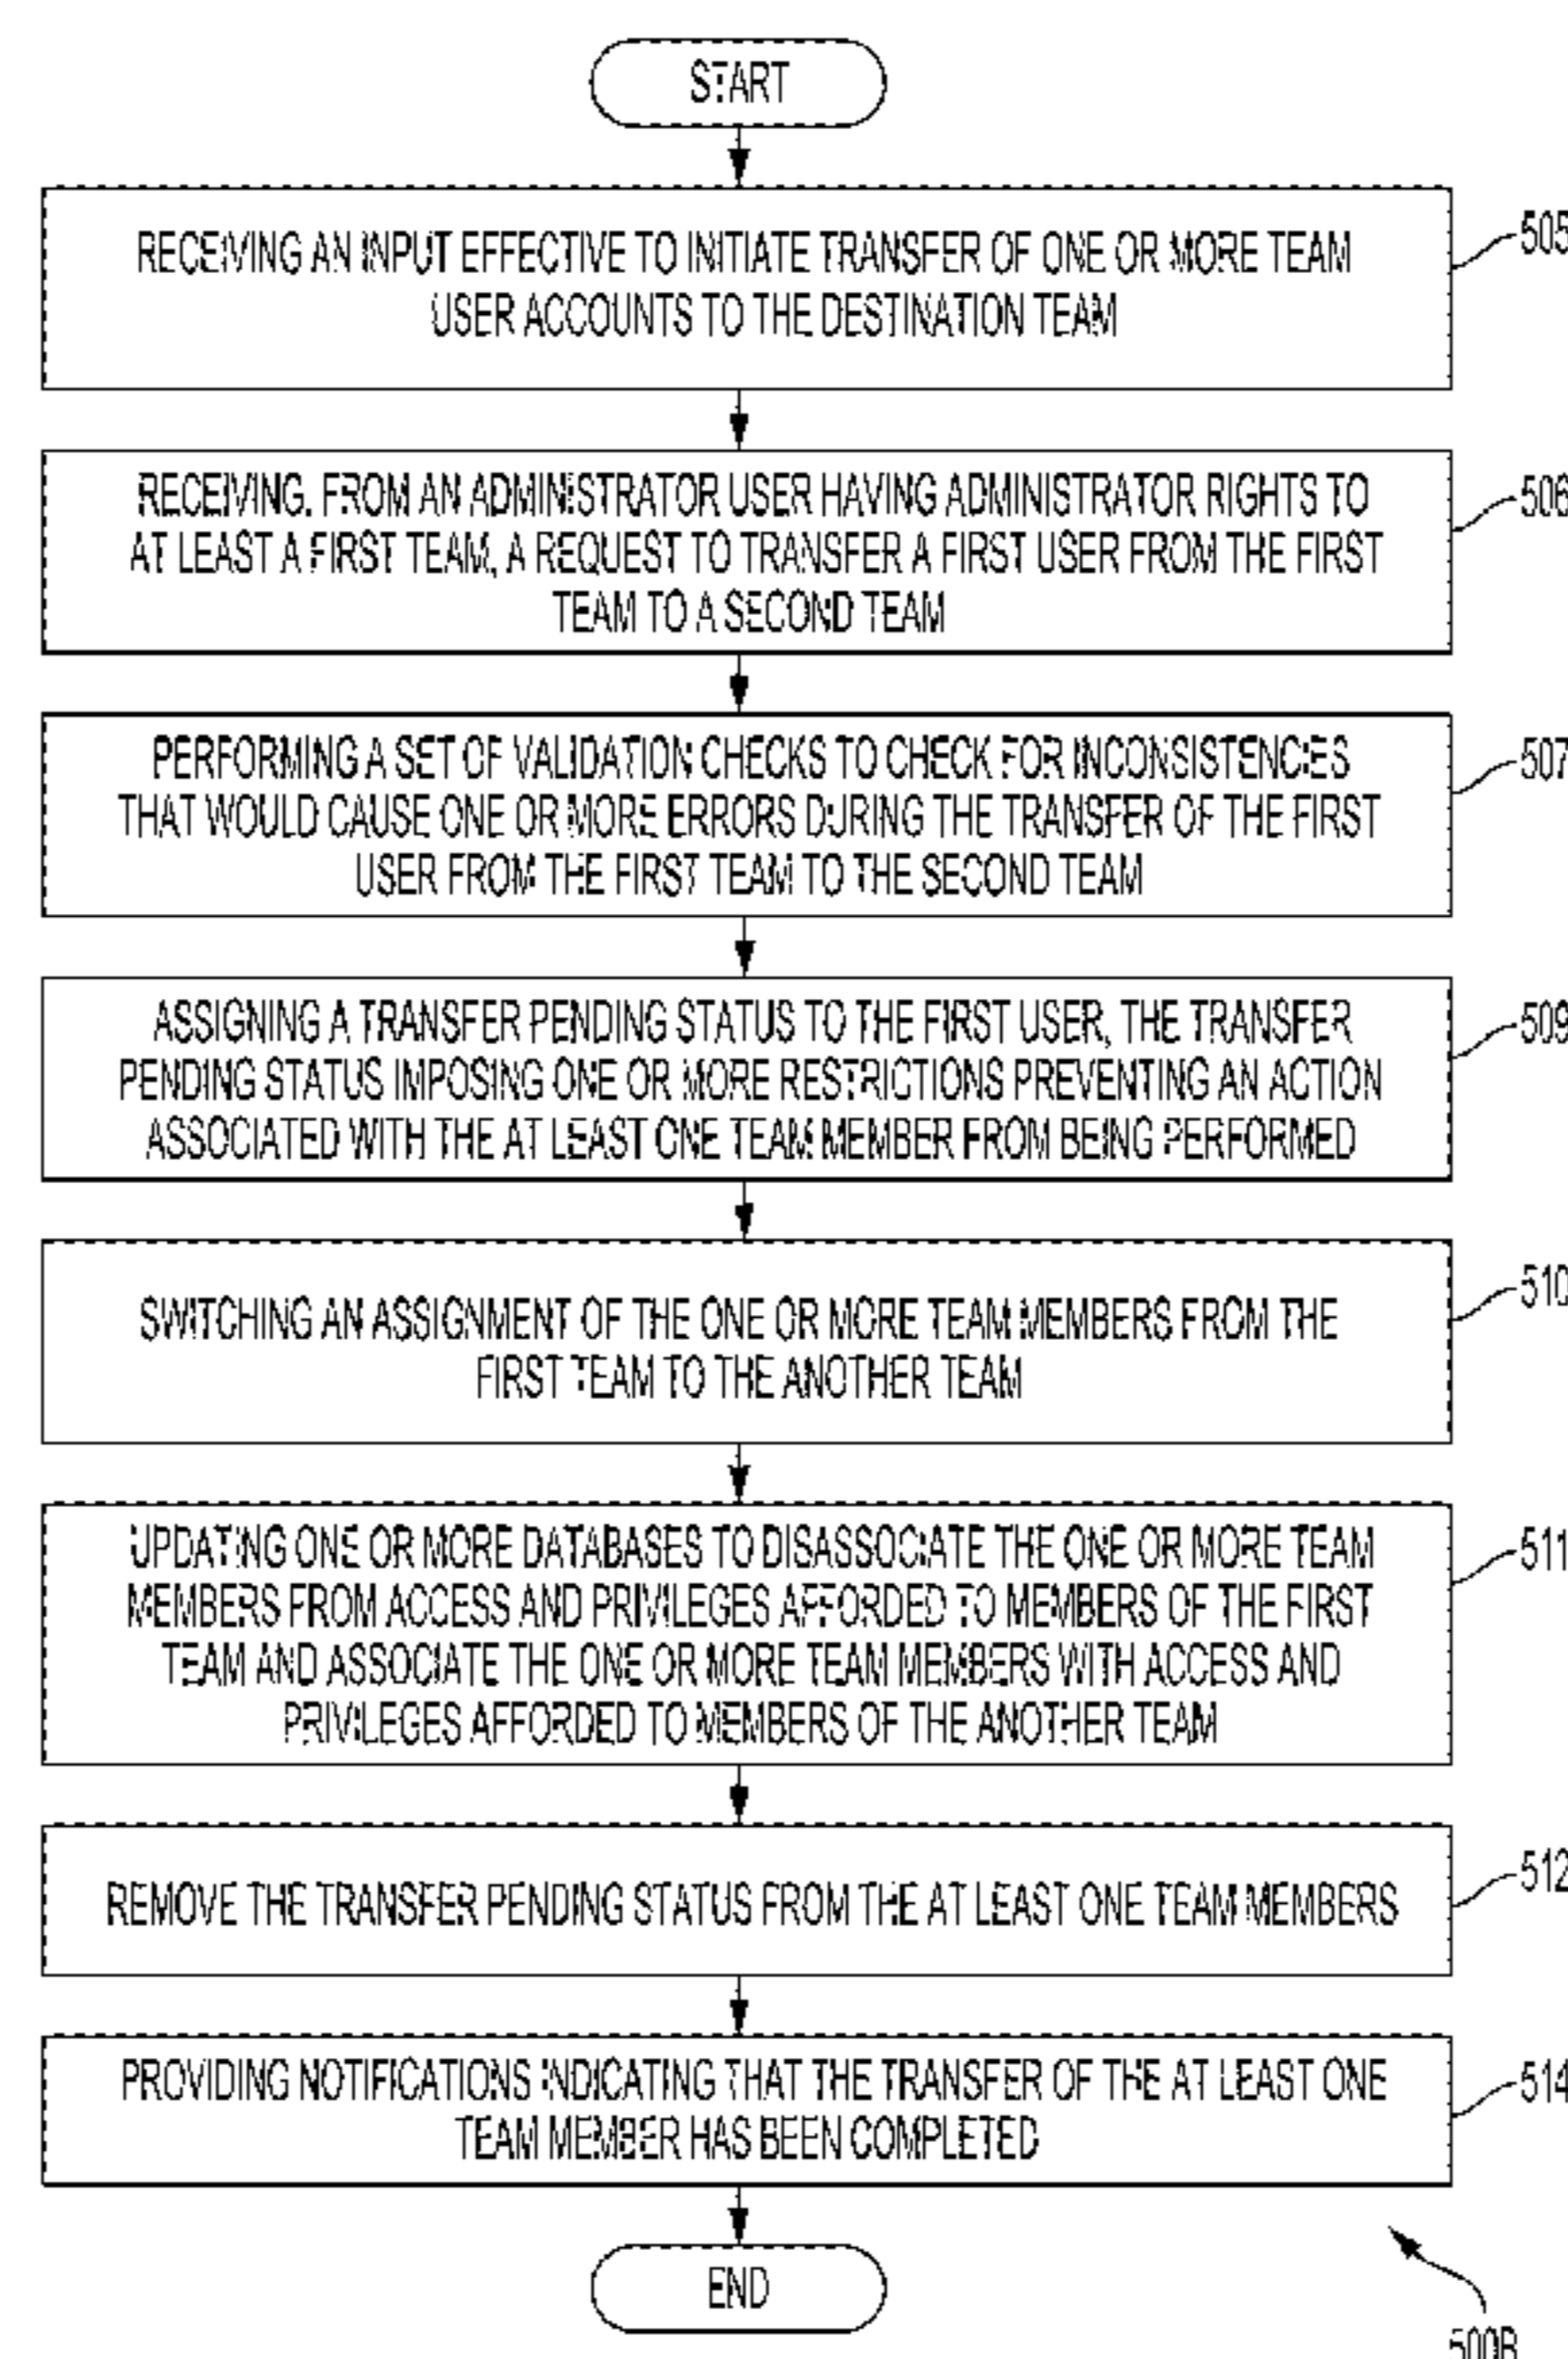 START
RECEIVING AN INPUT EFFECTIVE TO INITIATE TRANSFER OF ONE OR MORE TEAM
USER ACCOUNTS TO THE DESTINATION TEAM
505
RECEIVING, FROM AN ADMINISTRATOR USER HAVING ADMINISTRATOR RIGHTS TO
AT LEAST A FIRST TEAM, A REQUEST TO TRANSFER A FIRST USER FROM THE FIRST
TEAM TO A SECOND TEAM
506
PERFORMING A SET OF VALIDATION CHECKS TO CHECK FOR INCONSISTENCES
THAT WOULD CAUSE ONE OR MORE ERRORS DURING THE TRANSFER OF THE FIRST
USER FROM THE FIRST TEAM TO THE SECOND TEAM
507
ASSIGNING A TRANSFER PENDING STATUS TO THE FIRST USER, THE TRANSFER
PENDING STATUS IMPOSING ONE OR MORE RESTRICTIONS PREVENTING AN ACTION
ASSOCIATED WITH THE AT LEAST ONE TEAM MEMBER FROM BEING PERFORMED
509
SWITCHING AN ASSIGNMENT OF THE ONE OR MORE TEAM MEMBERS FROM THE
FIRST TEAM TO THE ANOTHER TEAM
510
UPDATING ONE OR MORE DATABASES TO DISASSOCIATE THE ONE OR MORE TEAM
MEMBERS FROM ACCESS AND PRIVILEGES AFFORDED TO MEMBERS OF THE FIRST
TEAM AND ASSOCIATE THE ONE OR MORE TEAM MEMBERS WITH ACCESS AND
PRIVILEGES AFFORDED TO MEMBERS OF THE ANOTHER TEAM
511
REMOVE THE TRANSFER PENDING STATUS FROM THE AT LEAST ONE TEAM MEMBERS
512
PROVIDING NOTIFICATIONS INDICATING THAT THE TRANSFER OF THE AT LEAST ONE
TEAM MEMBER HAS BEEN COMPLETED
514
END
500B